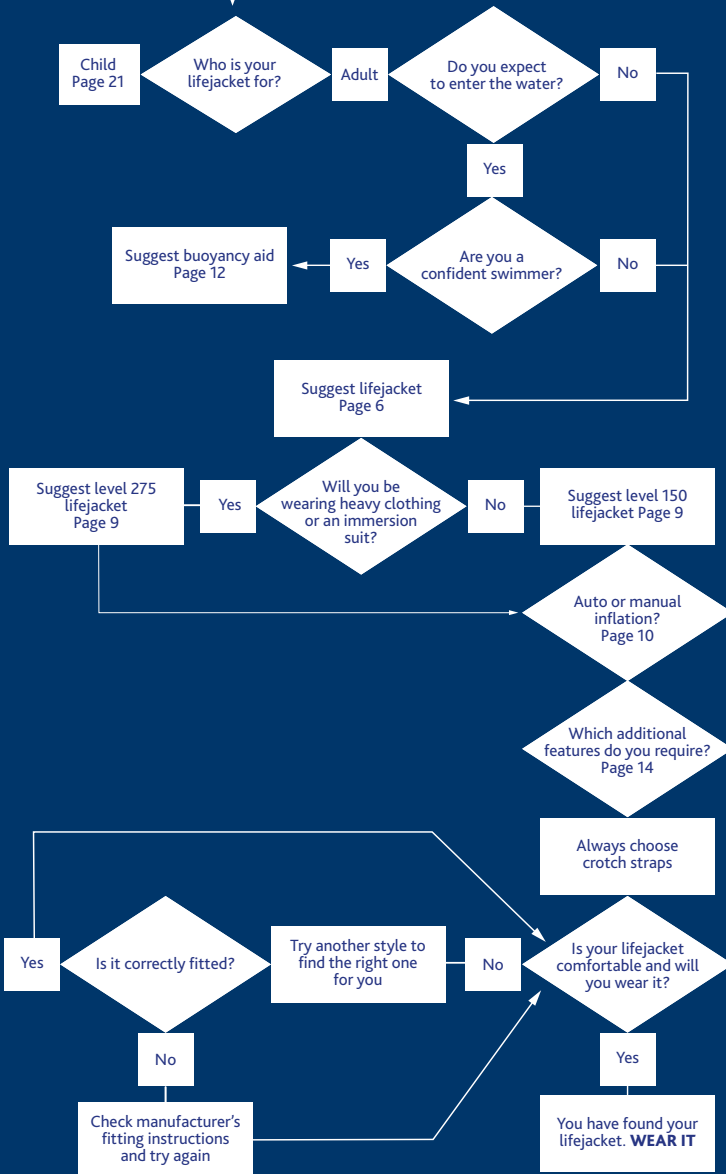 Child
Page 21
Who is your
lifejacket for?
Adult
Do you expect
to enter the water?
No
Yes
Suggest buoyancy aid
Page 12
Yes
Are you a
confident swimmer?
No
Suggest lifejacket
Page 6
Suggest level 275
lifejacket
Page 9
Yes
Will you be
wearing heavy clothing
or an immersion
suit?
No
Suggest level 150
lifejacket Page 9
Auto or manual
inflation?
Page 10
Which additional
features do you require?
Page 14
Always choose
crotch straps
Yes
Is it correctly fitted?
Try another style to
find the right one
for you
No
Is your lifejacket
comfortable and will
you wear it?
No
Yes
Check manufacturer's
fitting instructions
and try again
You have found your
lifejacket. WEAR IT